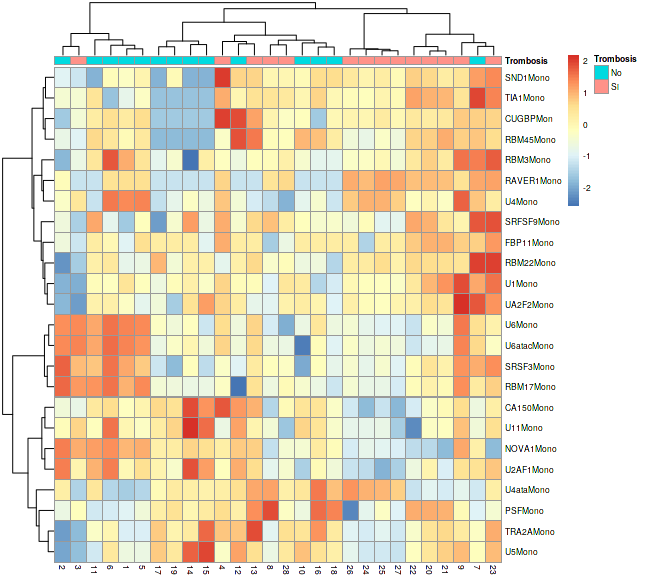 Trombosis
SND1Mono
TIA1Mono
CUGBPMon
RBM45Mono
RBM3Mono
RAVER1Mono
U4Mono
SRFSF9Mono
FBP11Mono
RBM22Mono
U1Mono
UA2F2Mono
U6Mono
U6atacMono
SRSF3Mono
RBM17Mono
CA150Mono
U11Mono
NOVA1Mono
U2AF1Mono
U4ataMono
PSFMono
TRA2AMono
U5Mono
2 3 11 6 1 5 17 19 14 15 4 12 13 8 28 10 16 18 26 24 25 27 22 20 21 9 7 23
2
1
0
-1
-2
Trombosis
No
SI